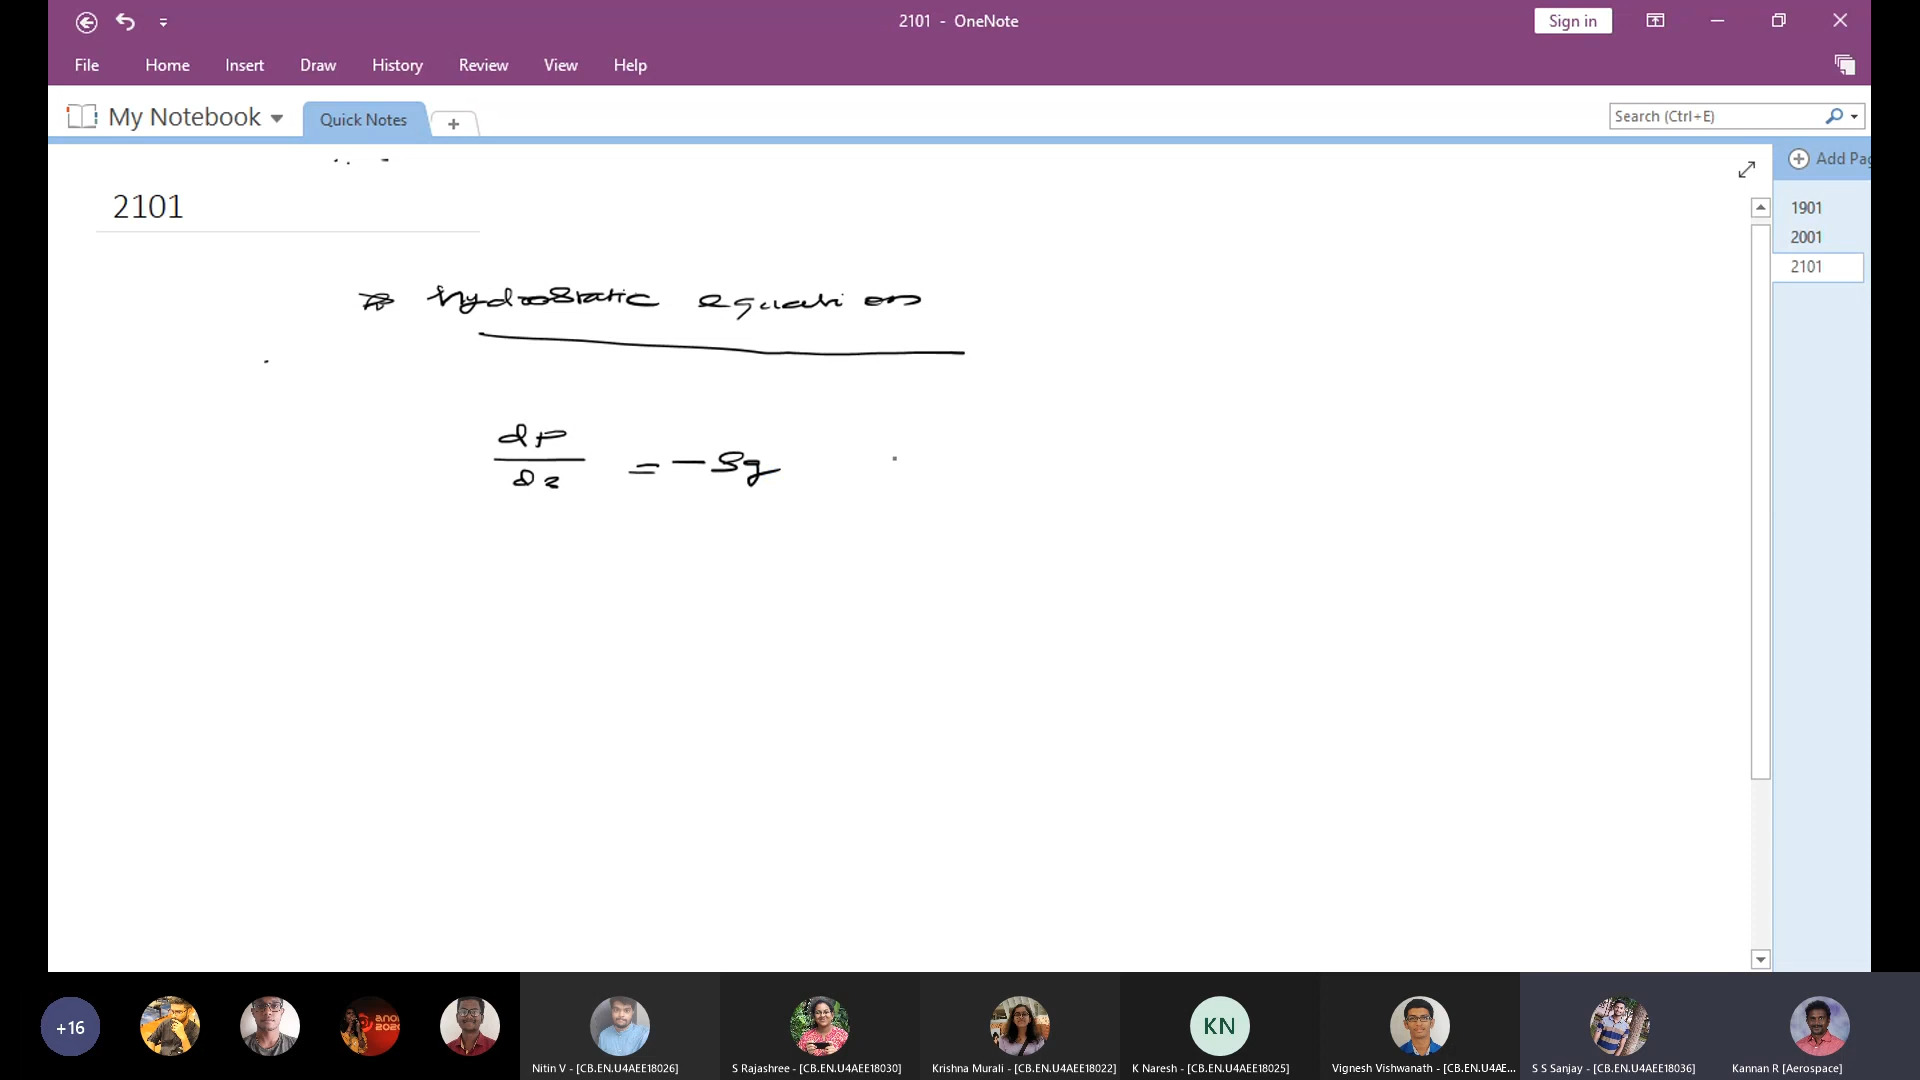 2101 - OneNote
Sign in
File Home Insert Draw History Review View Help
My Notebook
Quick Notes
Search (Ctrl+E)
Add Pag
2101
1901
2001
2101
hydrostatic equations
dp
dz
= -ρg
+16
KN
Nitin V - [CB.EN.U4AEE18026]
S Rajashree - [CB.EN.U4AEE18030]
Krishna Murali - [CB.EN.U4AEE18022]
K Naresh - [CB.EN.U4AEE18025]
Vignesh Vishwanath - [CB.EN.U4AE...
S S Sanjay - [CB.EN.U4AEE18036]
Kannan R [Aerospace]